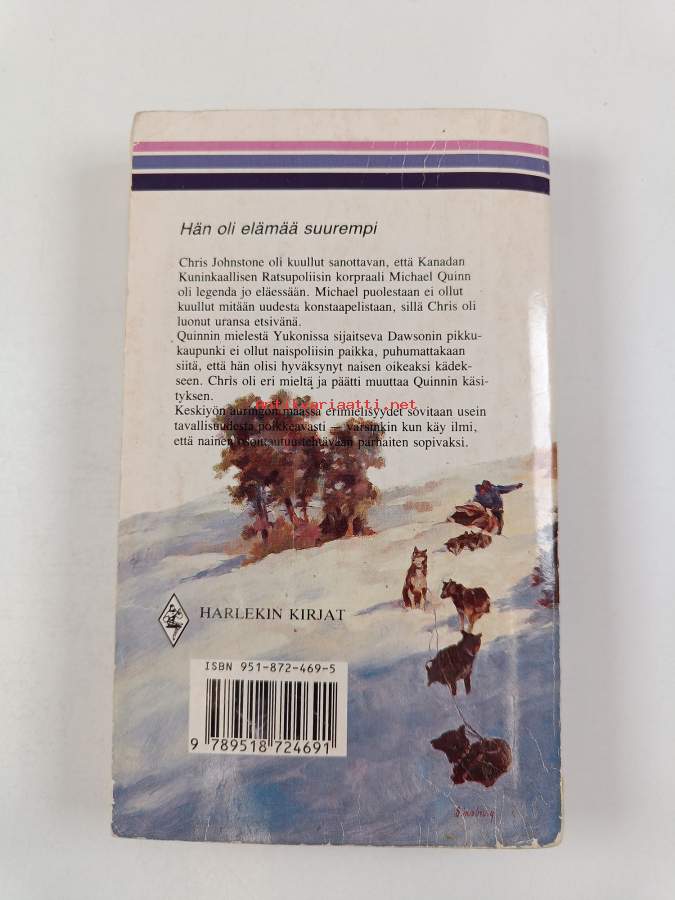 Hän oli elämää suurempi
Chris Johnstone oli kuullut sanottavan, että Kanadan
Kuninkaallisen Ratsupoliisin korpraali Michael Quinn
oli legenda jo eläessään. Michael puolestaan ei ollut
kuullut mitään uudesta konstaapelistaan, sillä Chris oli
luonut uransa etsivänä.
Quinnin mielestä Yukonissa sijaitseva Dawsonin pikku-
kaupunki ei ollut naispoliisin paikka, puhumattakaan
siitä, että hän olisi hyväksynyt naisen oikeaksi kädek-
seen. Chris oli eri mieltä ja päätti muuttaa Quinnin käsi-
tyksen.
antikvariaatti.net
Keskiyön auringon maassa erimielisyydet sovitaan usein
tavallisuudesta poikkeavasti — varsinkin kun käy ilmi,
että nainen osoittautuu tehtävään parhaiten sopivaksi.
HARLEKIN KIRJAT
ISBN 951-872-469-5
9 789518 724691